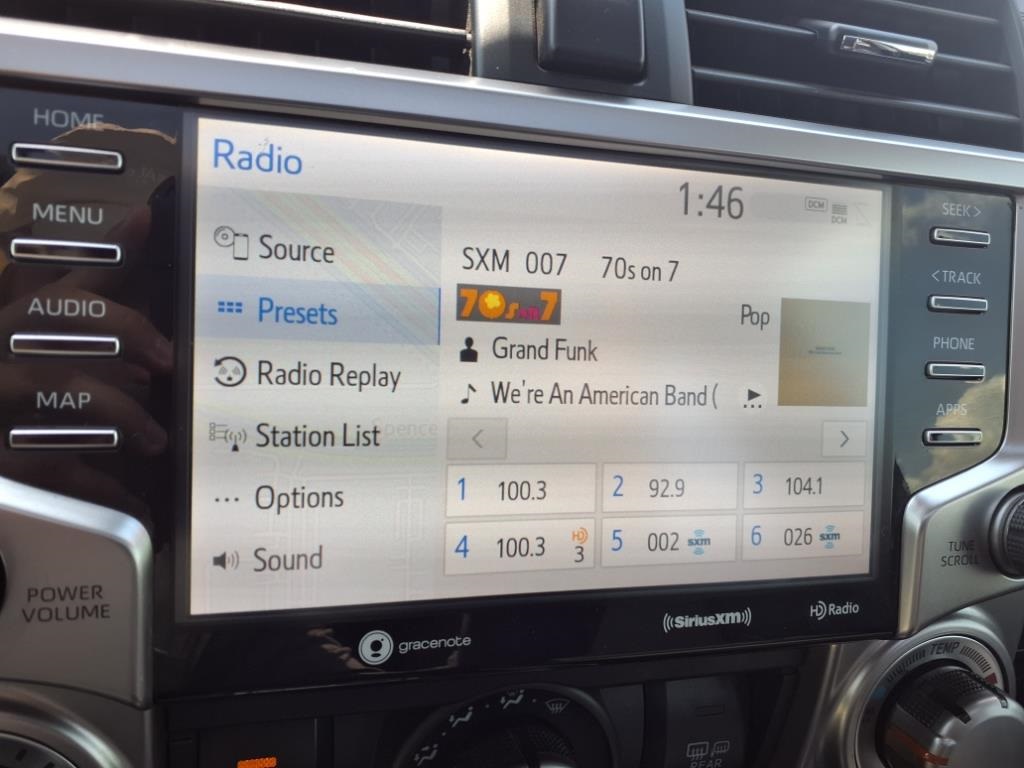 HOME
MENU
AUDIO
MAP
POWER
VOLUME
Radio
1:46
DCM
DCM
Source
Presets
Radio Replay
Station List
Options
Sound
Spence
SXM 007 70s on 7
70s on 7
Pop
Grand Funk
We're An American Band (
1 100.3
2 92.9
3 104.1
4 100.3 HD 3
5 002 sxm
6 026 sxm
SEEK >
< TRACK
PHONE
APPS
TUNE
SCROLL
g gracenote
((SiriusXM))
HD Radio
TEMP
REAR